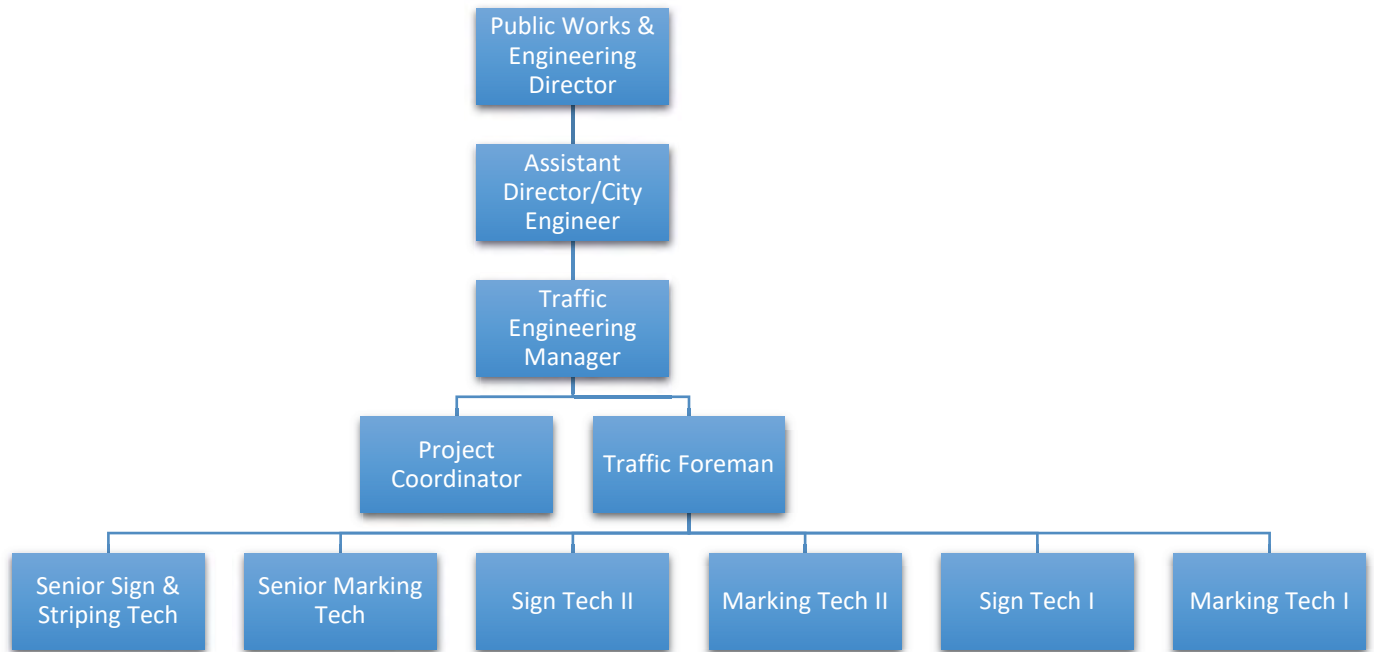 Public Works &
Engineering
Director
Assistant
Director/City
Engineer
Traffic
Engineering
Manager
Project
Coordinator
Traffic Foreman
Senior Sign &
Striping Tech
Senior Marking
Tech
Sign Tech II
Marking Tech II
Sign Tech I
Marking Tech I